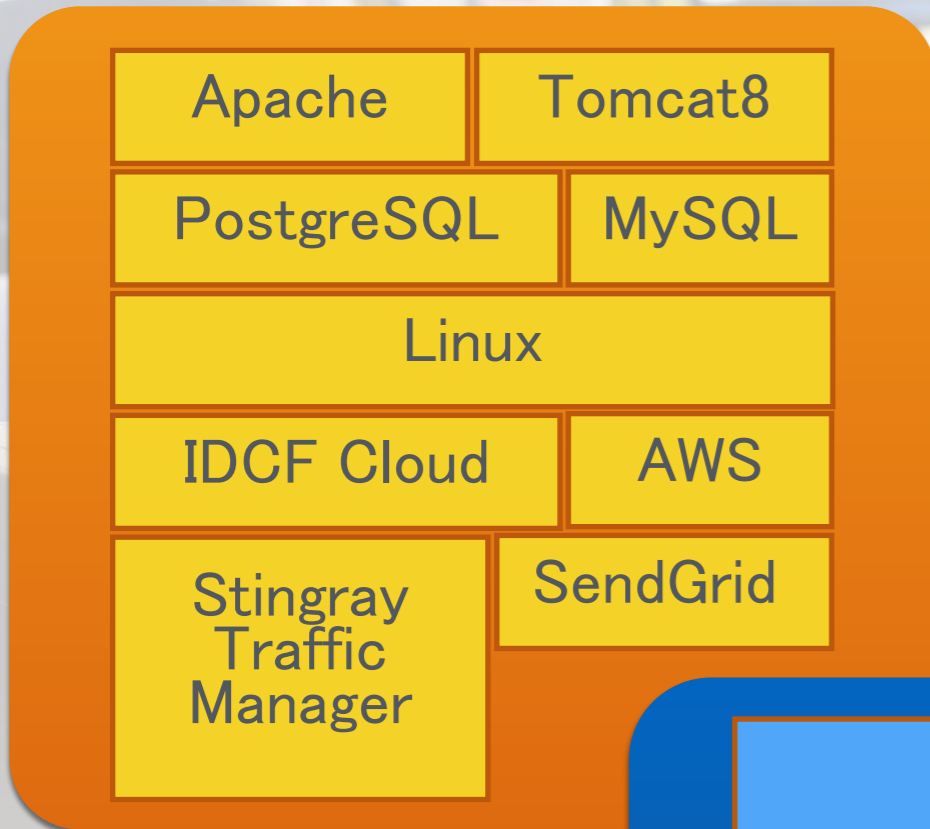 Apache
Tomcat8
PostgreSQL
MySQL
Linux
IDCF Cloud
AWS
Stingray
Traffic
Manager
SendGrid